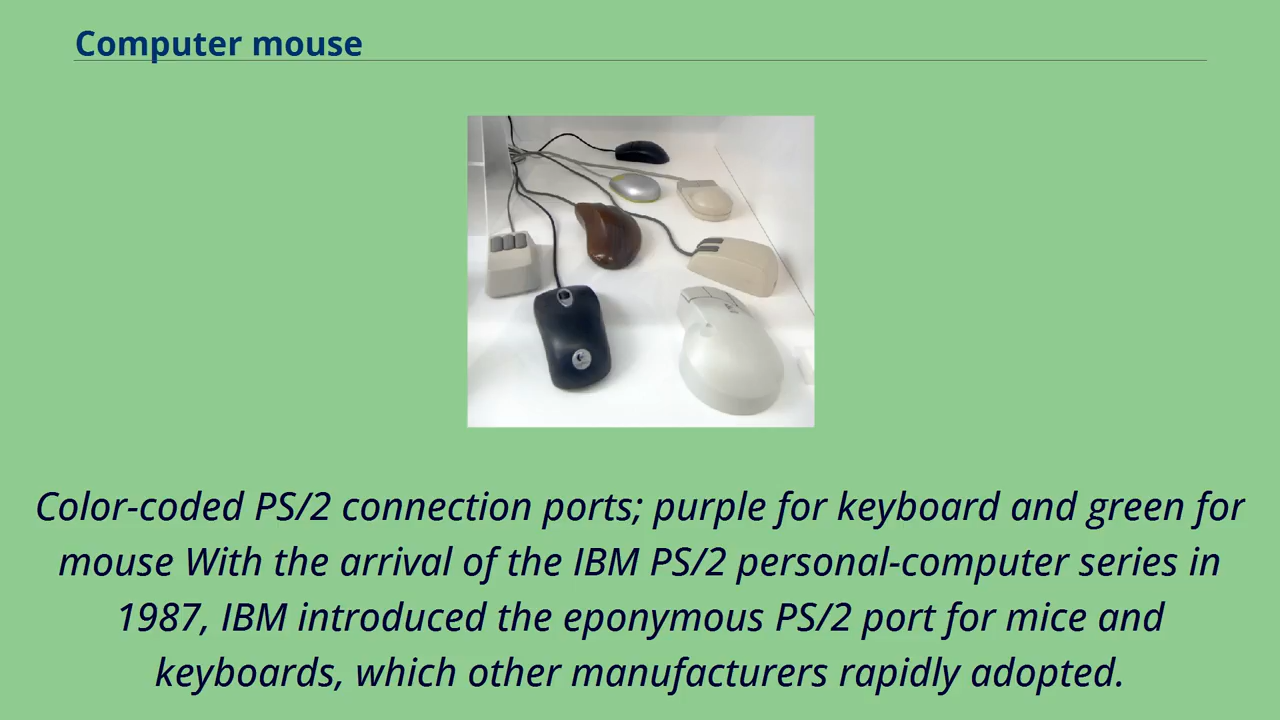 Computer mouse
Color-coded PS/2 connection ports; purple for keyboard and green for
mouse With the arrival of the IBM PS/2 personal-computer series in
1987, IBM introduced the eponymous PS/2 port for mice and
keyboards, which other manufacturers rapidly adopted.